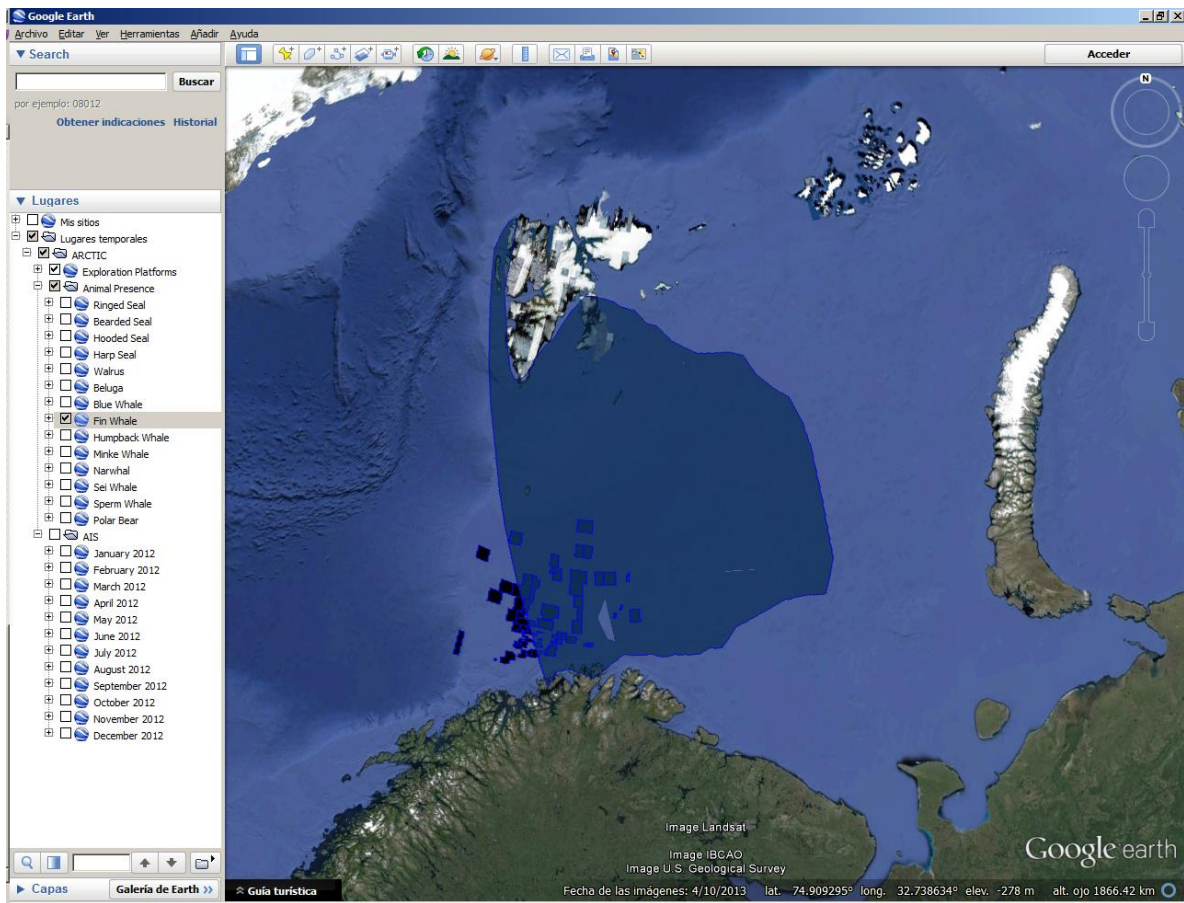 Google Earth
Archivo Editar Ver Herramientas Añadir Ayuda
▼ Search
Buscar
por ejemplo: 08012
Obtener indicaciones Historial
▼ Lugares
Mis sitios
Lugares temporales
ARCTIC
Exploration Platforms
Animal Presence
Ringed Seal
Bearded Seal
Hooded Seal
Harp Seal
Walrus
Beluga
Blue Whale
Fin Whale
Humpback Whale
Minke Whale
Narwhal
Sei Whale
Sperm Whale
Polar Bear
AIS
January 2012
February 2012
March 2012
April 2012
May 2012
June 2012
July 2012
August 2012
September 2012
October 2012
November 2012
December 2012
Capas
Galería de Earth >>
Acceder
N
Image Landsat
Image IBCAO
Image U.S. Geological Survey
Google earth
Guía turística
Fecha de las imágenes: 4/10/2013 lat. 74.909295° long. 32.738634° elev. -278 m alt. ojo 1866.42 km